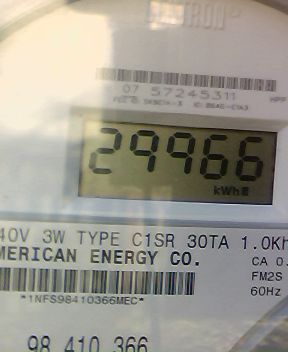 07 57245311
29966
kWh
40V 3W TYPE C1SR 30TA 1.0Kh
MERICAN ENERGY CO.
CA 0.
FM2S
*1NFS98410366MEC*
60Hz
98 410 366